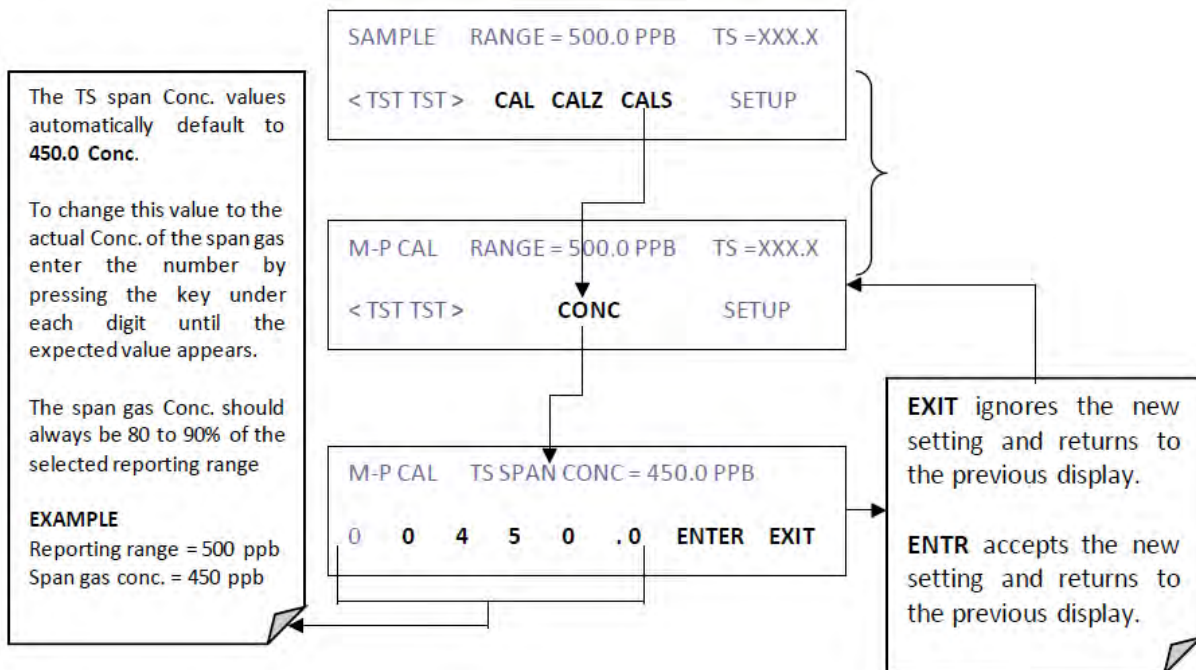 SAMPLE RANGE = 500.0 PPB TS =XXX.X
< TST TST > CAL CALZ CALS SETUP
The TS span Conc. values
automatically default to
450.0 Conc.
To change this value to the
actual Conc. of the span gas
enter the number by
pressing the key under
each digit until the
expected value appears.
The span gas Conc. should
always be 80 to 90% of the
selected reporting range
EXAMPLE
Reporting range = 500 ppb
Span gas conc. = 450 ppb
M-P CAL RANGE = 500.0 PPB TS =XXX.X
< TST TST > CONC SETUP
M-P CAL TS SPAN CONC = 450.0 PPB
0 0 4 5 0 .0 ENTER EXIT
EXIT ignores the new
setting and returns to
the previous display.
ENTR accepts the new
setting and returns to
the previous display.